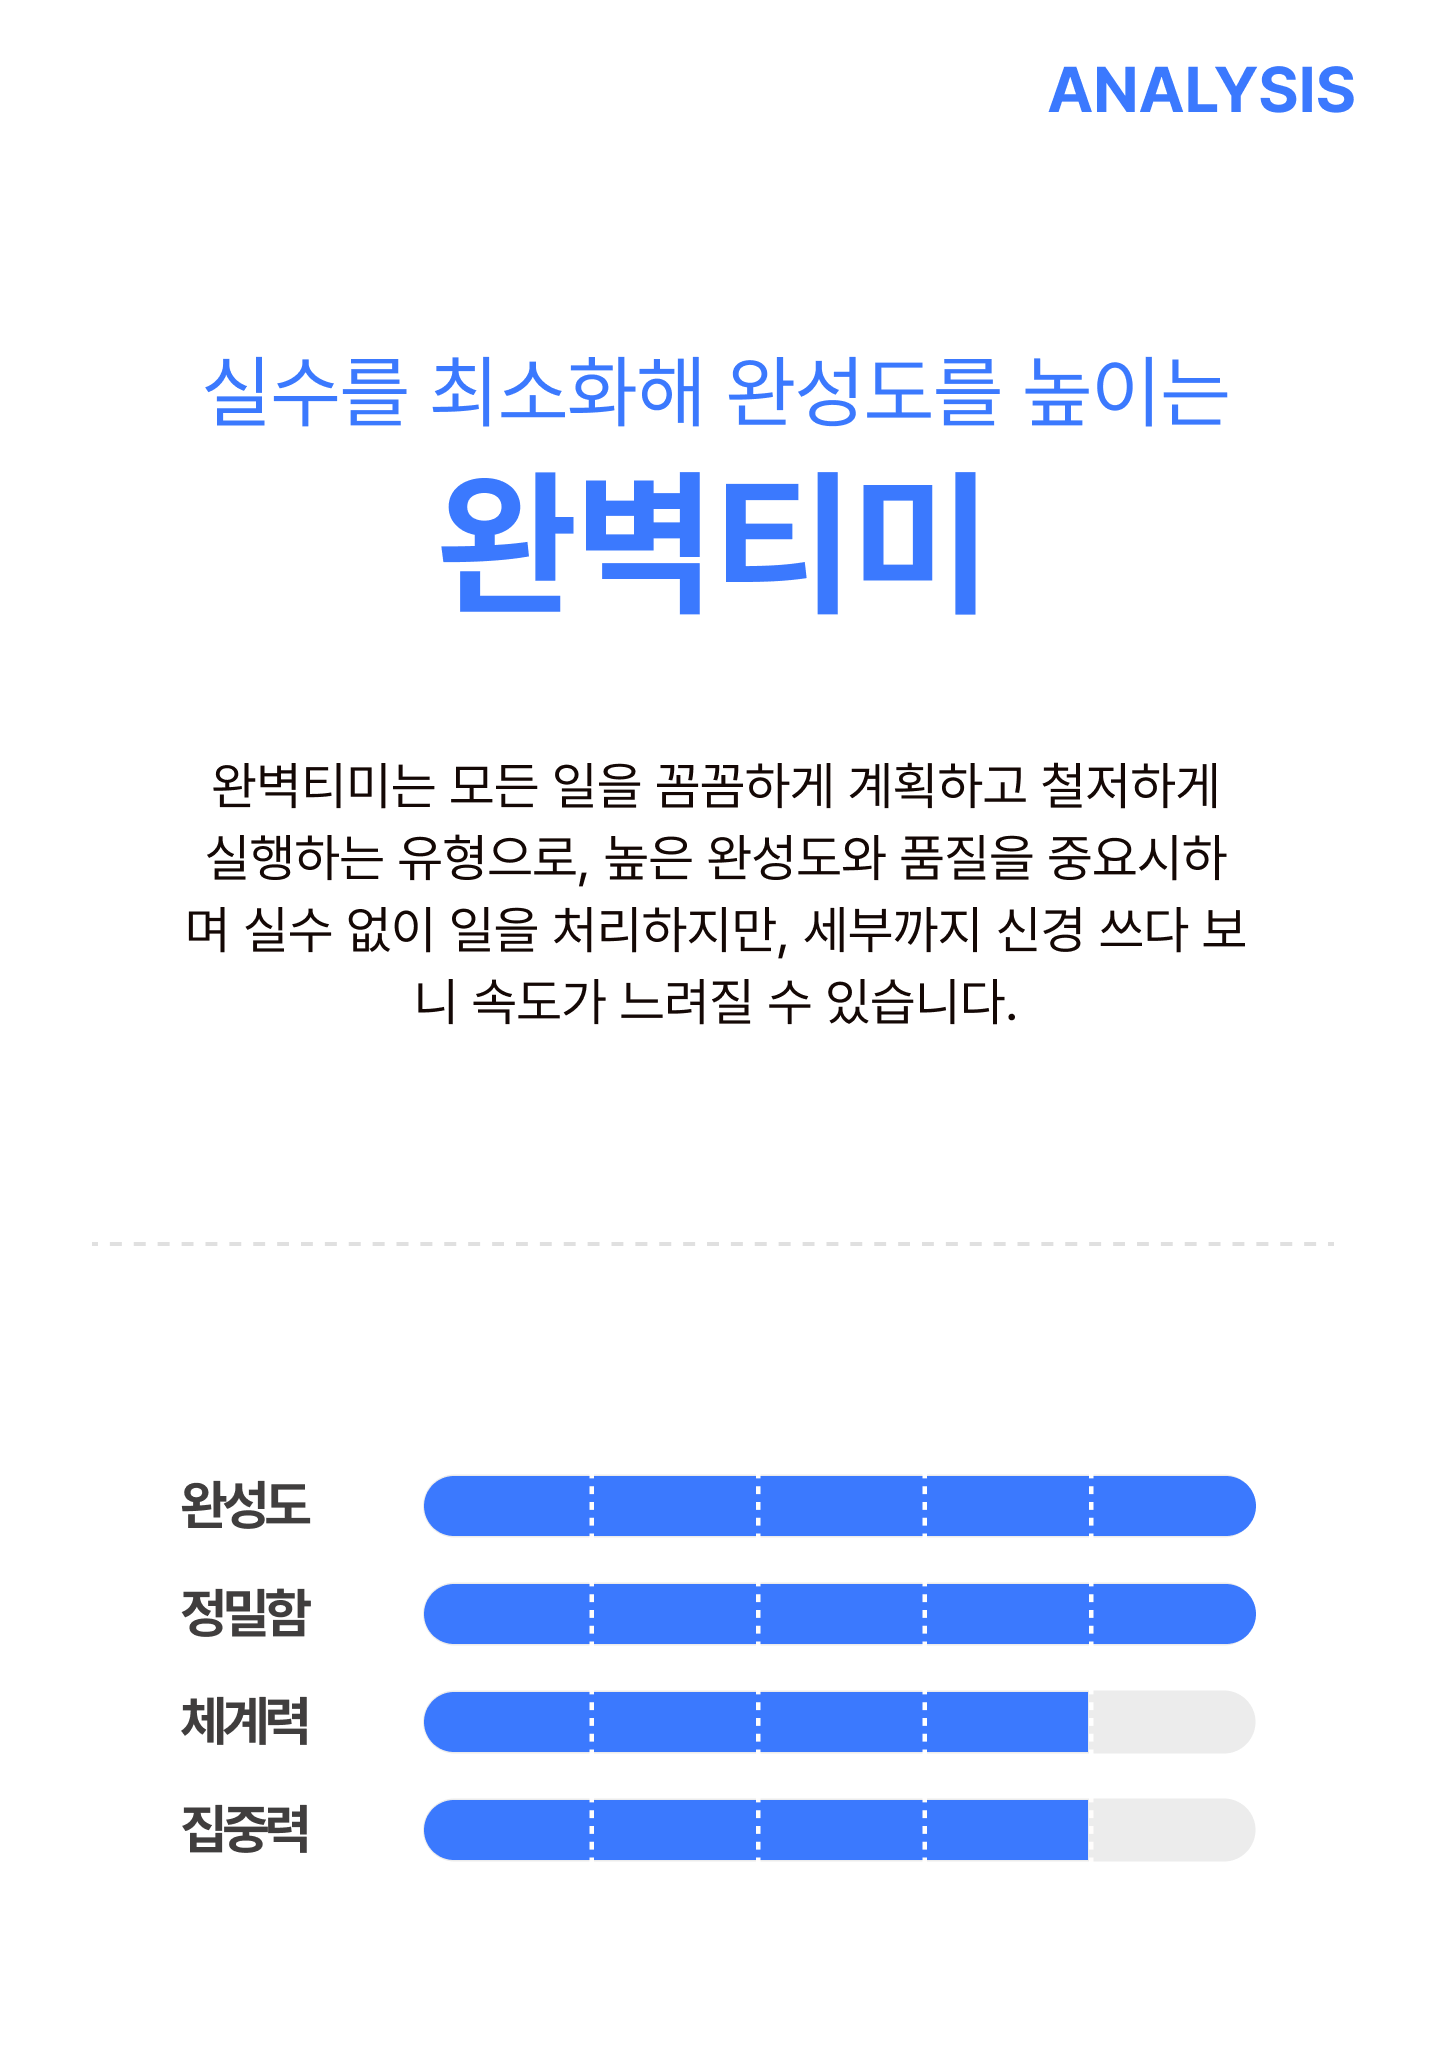 ANALYSIS
실수를 최소화해 완성도를 높이는
완벽티미
완벽티미는 모든 일을 꼼꼼하게 계획하고 철저하게
실행하는 유형으로, 높은 완성도와 품질을 중요시하
며 실수 없이 일을 처리하지만, 세부까지 신경 쓰다 보
니 속도가 느려질 수 있습니다.
완성도
정밀함
체계력
집중력